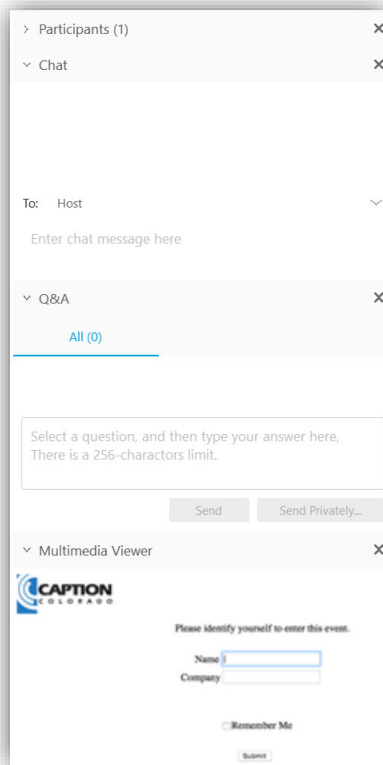 Participants (1)
Chat
To: Host
Enter chat message here
Q&A
All (0)
Select a question, and then type your answer here,
There is a 256-charactors limit.
Send Send Privately...
Multimedia Viewer
CAPTION
COLORADO
Please identify yourself to enter this event.
Name
Company
Remember Me
Submit